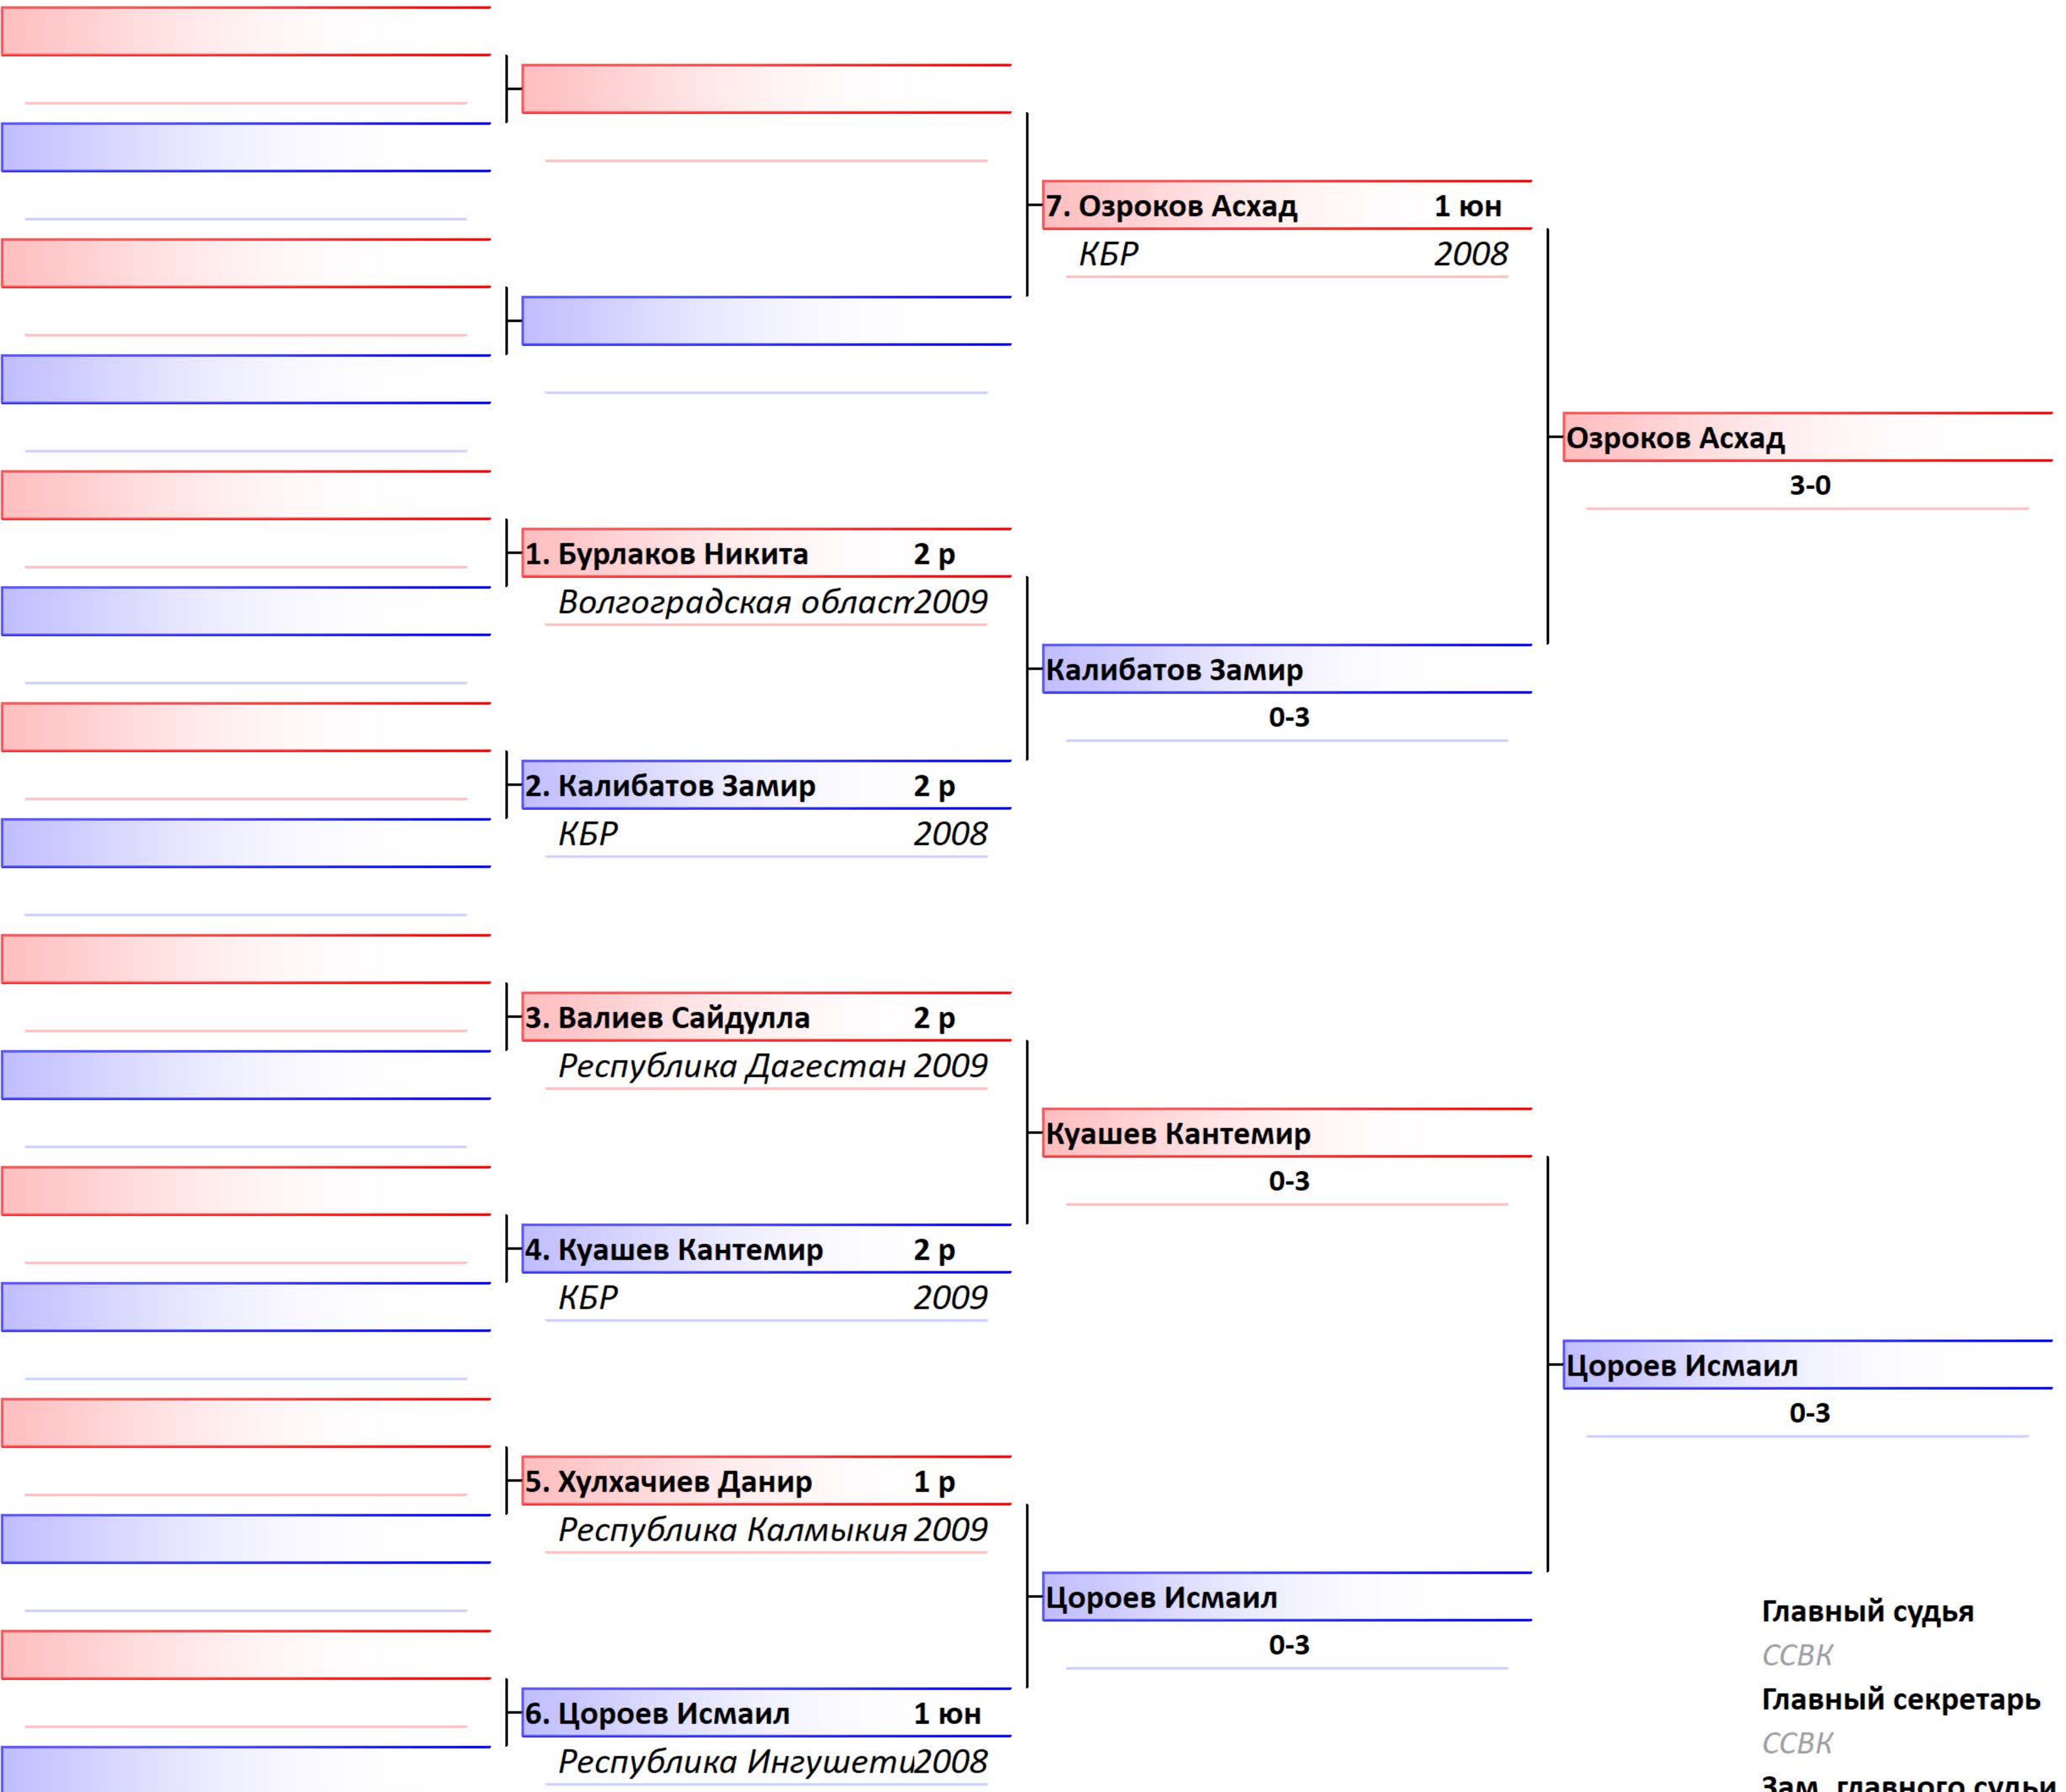 7. Озроков Асхад 1 юн
КБР 2008
Озроков Асхад
3-0
1. Бурлаков Никита 2 р
Волгоградская област 2009
Калибатов Замир
0-3
2. Калибатов Замир 2 р
КБР 2008
3. Валиев Сайдулла 2 р
Республика Дагестан 2009
Куашев Кантемир
0-3
4. Куашев Кантемир 2 р
КБР 2009
Цороев Исмаил
0-3
5. Хулхачиев Данир 1 р
Республика Калмыкия 2009
Цороев Исмаил
0-3
6. Цороев Исмаил 1 юн
Республика Ингушети 2008
Главный судья
ССВК
Главный секретарь
ССВК
Зам. главного судьи